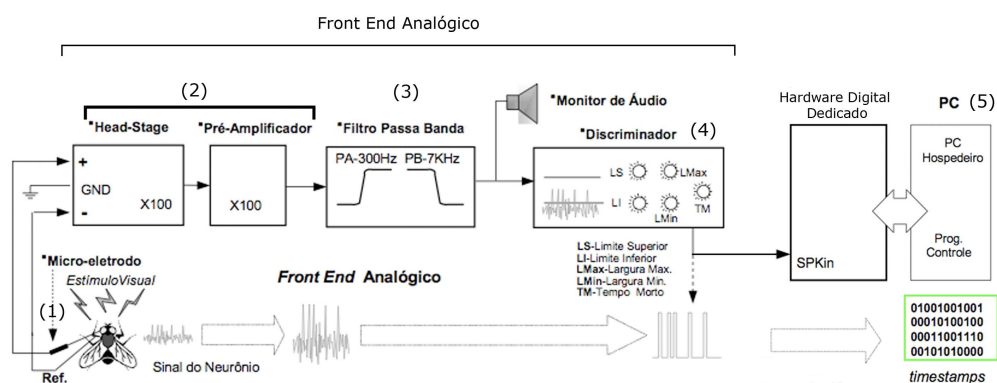 Front End Analógico
(2)
(3)
(4)
PC (5)
Hardware Digital
Dedicado
*Head-Stage
*Pré-Amplificador
*Filtro Passa Banda
*Monitor de Áudio
*Discriminador
+
GND
-
X100
X100
PA-300Hz PB-7KHz
LS
LMax
LI
LMin
TM
PC
Hospedeiro
Prog.
Controle
SPKin
*Micro-eletrodo
EstimuloVisual
(1)
Front End Analógico
LS-Limite Superior
LI-Limite Inferior
LMax-Largura Max.
LMin-Largura Min.
TM-Tempo Morto
Ref.
Sinal do Neurônio
01001001001
00010100100
00011001110
00101010000
timestamps